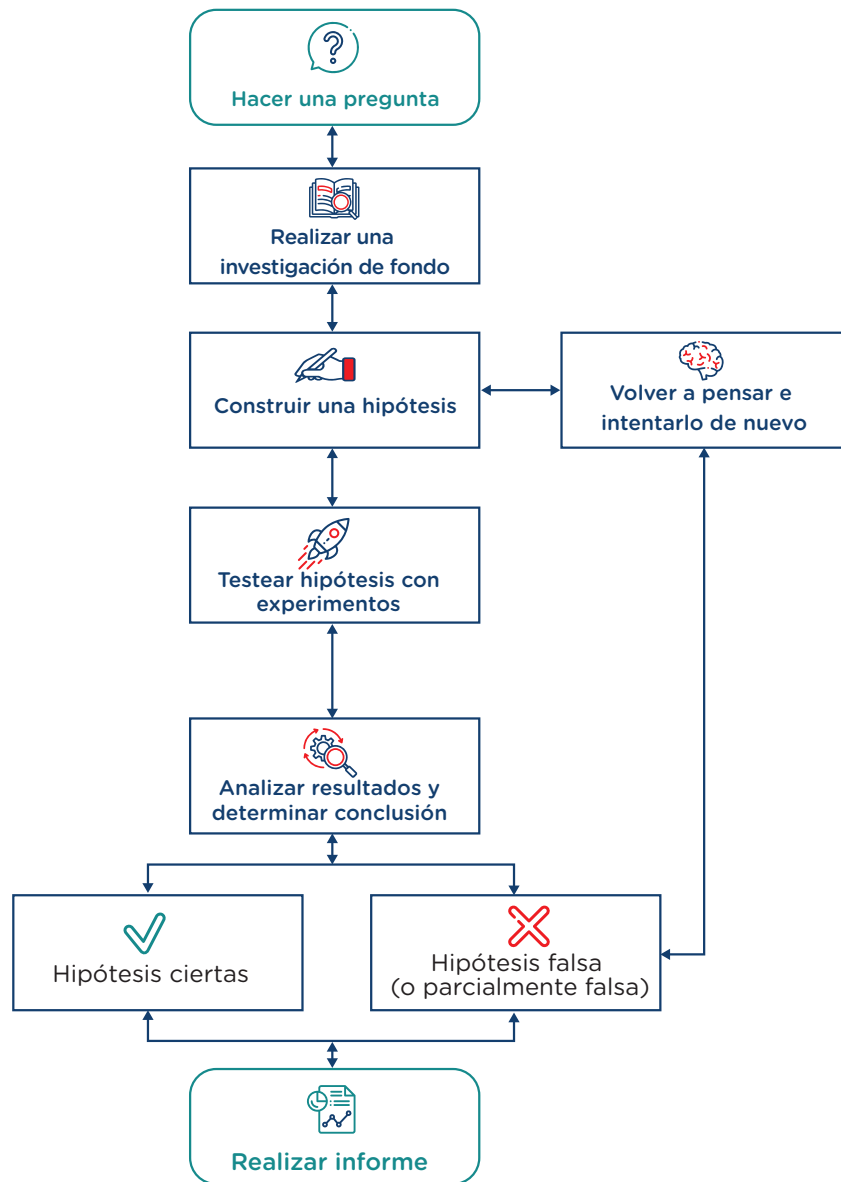 Hacer una pregunta
Realizar una
investigación de fondo
Construir una hipótesis
Volver a pensar e
intentarlo de nuevo
Testear hipótesis con
experimentos
Analizar resultados y
determinar conclusión
Hipótesis ciertas
Hipótesis falsa
(o parcialmente falsa)
Realizar informe